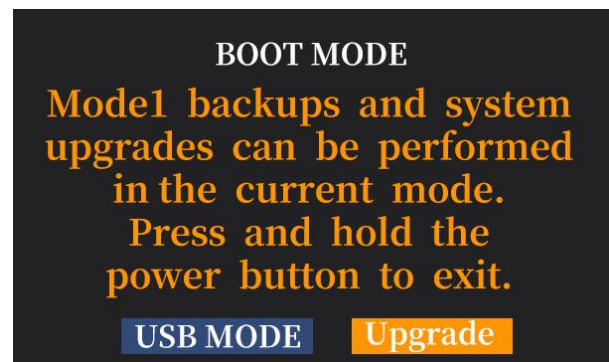 BOOT MODE
Mode1 backups and system
upgrades can be performed
in the current mode.
Press and hold the
power button to exit.
USB MODE Upgrade